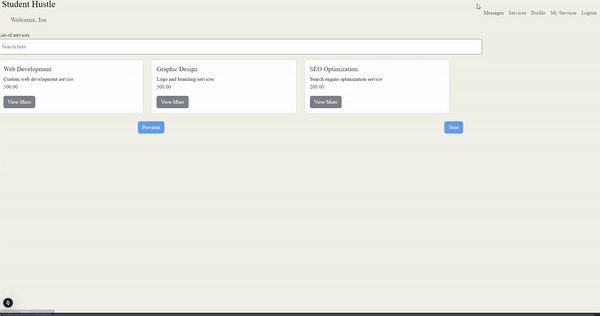 Student Hustle
Messages Services Profile My Services Logout
Welcome, Joe
List of services
Search here
Web Development
Custom web development service
500.00
View More
Graphic Design
Logo and branding services
300.00
View More
SEO Optimization
Search engine optimization service
200.00
View More
Previous
Next